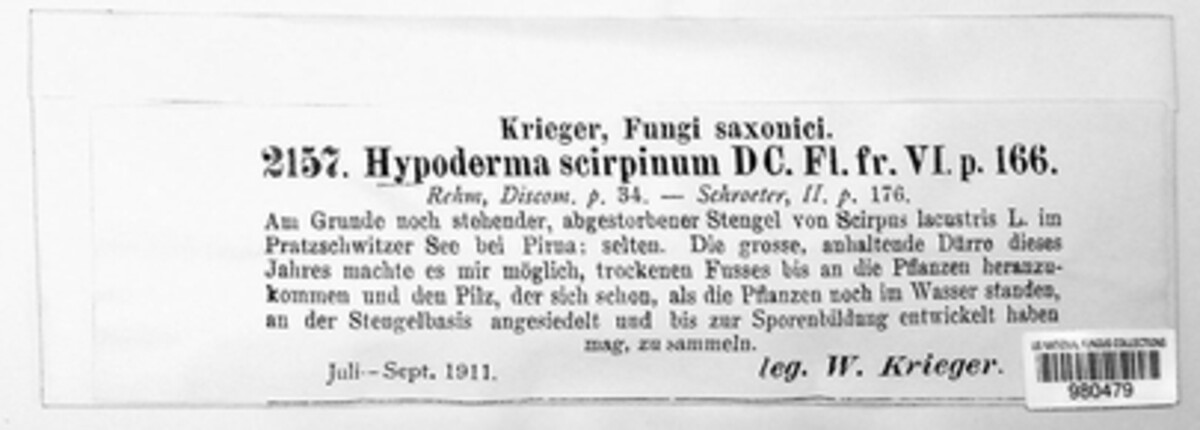 Krieger, Fungi saxonici.
2157. Hypoderma scirpinum DC. Fl. fr. VI. p. 166.
Rehm, Discom. p. 34. — Schroeter, II. p. 176.
Am Grunde noch stehender, abgestorbener Stengel von Scirpus lacustris L. im
Pratzschwitzer See bei Pirna; selten. Die grosse, anhaltende Dürre dieses
Jahres machte es mir möglich, trockenen Fusses bis an die Pflanzen heranzu-
kommen und den Pilz, der sich schon, als die Pflanzen noch im Wasser standen,
an der Stengelbasis angesiedelt und bis zur Sporenbildung entwickelt haben
mag, zu sammeln.
Juli–Sept. 1911.
leg. W. Krieger.
US NATIONAL FUNGUS COLLECTIONS
980479